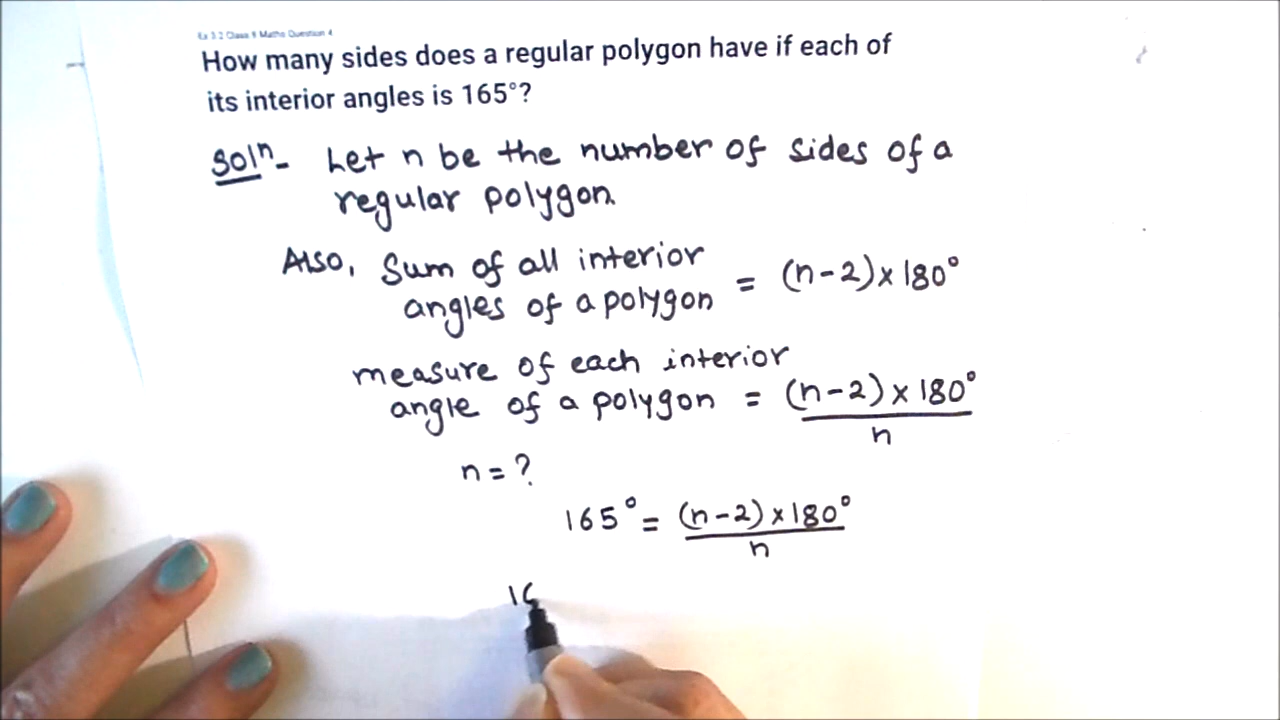 Ex 3.2 Class 8 Maths Question 4
How many sides does a regular polygon have if each of
its interior angles is 165°?
Solⁿ- Let n be the number of sides of a
regular polygon.
Also, Sum of all interior
angles of a polygon = (n-2)×180°
measure of each interior
angle of a polygon = (n-2)×180°
n
n = ?
165° = (n-2)×180°
n
16